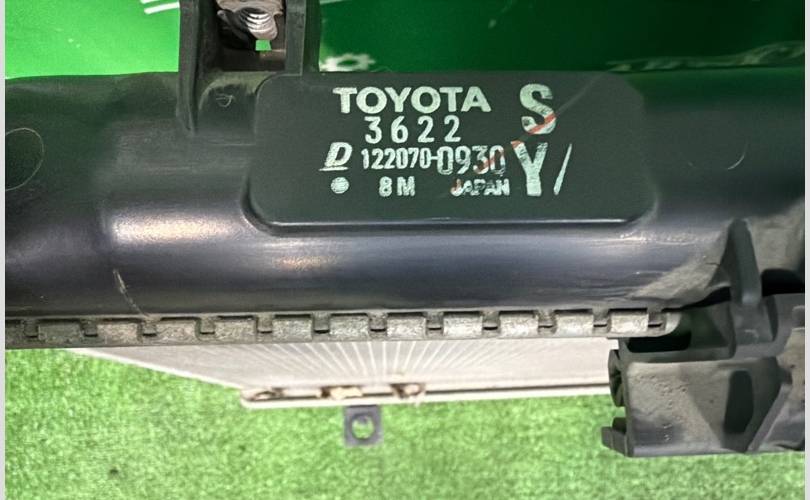 TOYOTA S
3622
D 122070-0930 Y/
8M JAPAN